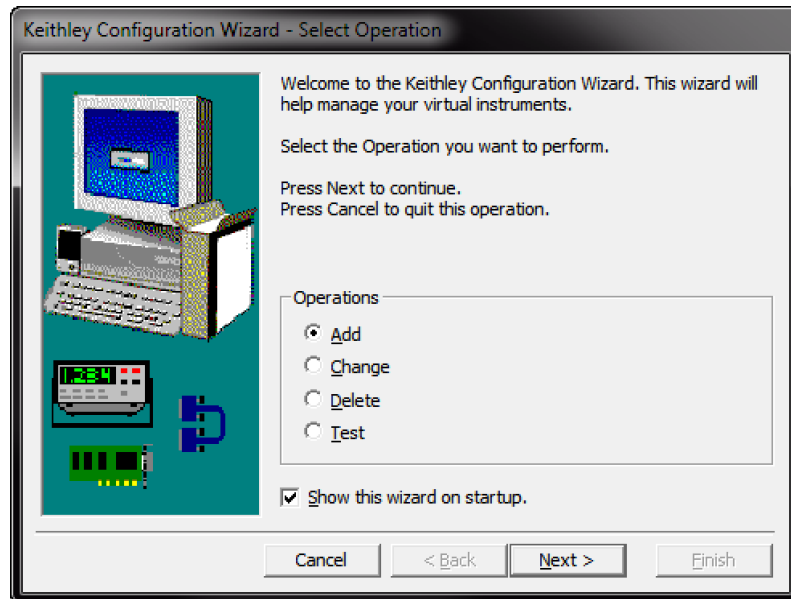 Keithley Configuration Wizard - Select Operation
Welcome to the Keithley Configuration Wizard. This wizard will
help manage your virtual instruments.
Select the Operation you want to perform.
Press Next to continue.
Press Cancel to quit this operation.
Operations
Add
Change
Delete
Test
1.234
Show this wizard on startup.
Cancel
< Back
Next >
Finish